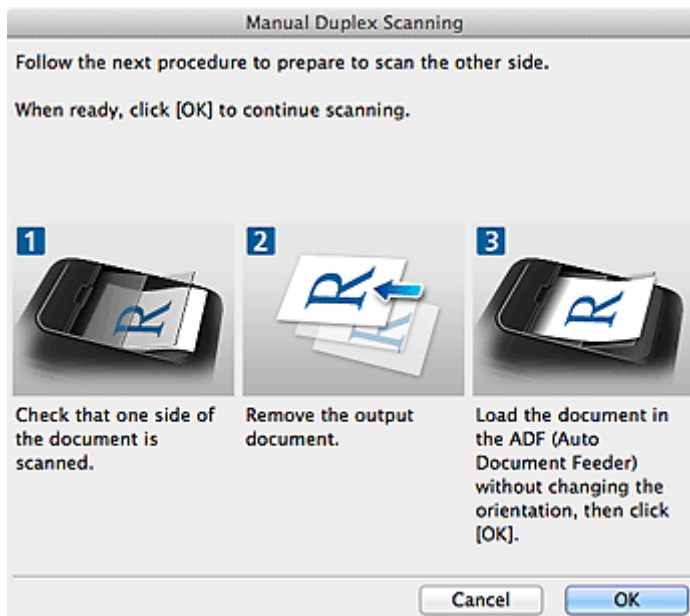 Manual Duplex Scanning
Follow the next procedure to prepare to scan the other side.
When ready, click [OK] to continue scanning.
1
R
2
R
R
3
R
Check that one side of
the document is
scanned.
Remove the output
document.
Load the document in
the ADF (Auto
Document Feeder)
without changing the
orientation, then click
[OK].
Cancel
OK